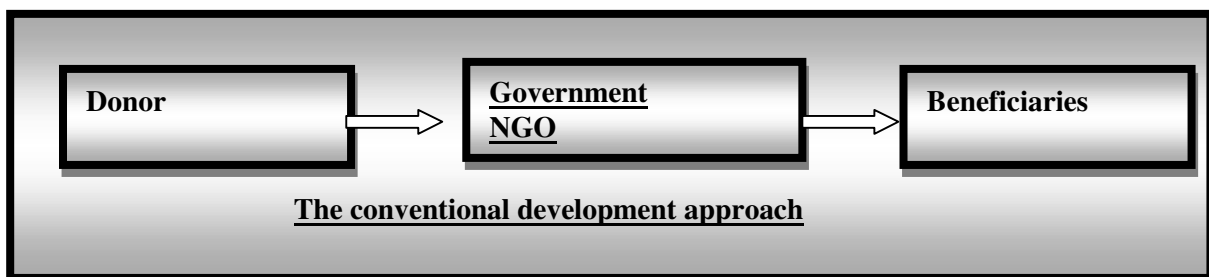 Donor
Government
NGO
Beneficiaries
The conventional development approach